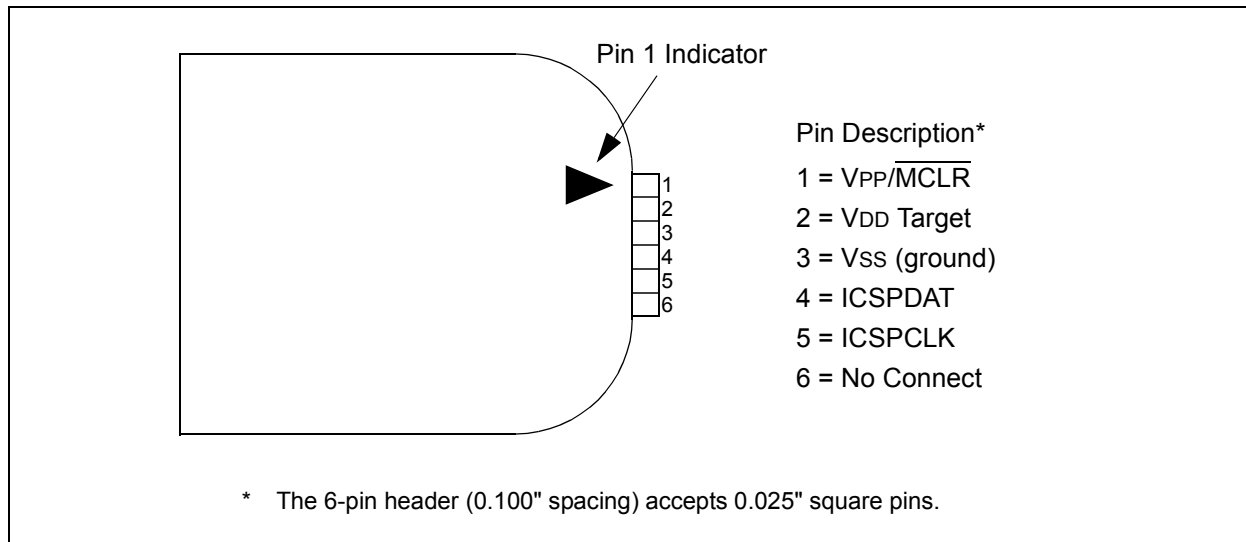 Pin 1 Indicator
1
2
3
4
5
6
Pin Description*
1 = VPP/M̅C̅L̅R̅
2 = VDD Target
3 = VSS (ground)
4 = ICSPDAT
5 = ICSPCLK
6 = No Connect
* The 6-pin header (0.100" spacing) accepts 0.025" square pins.